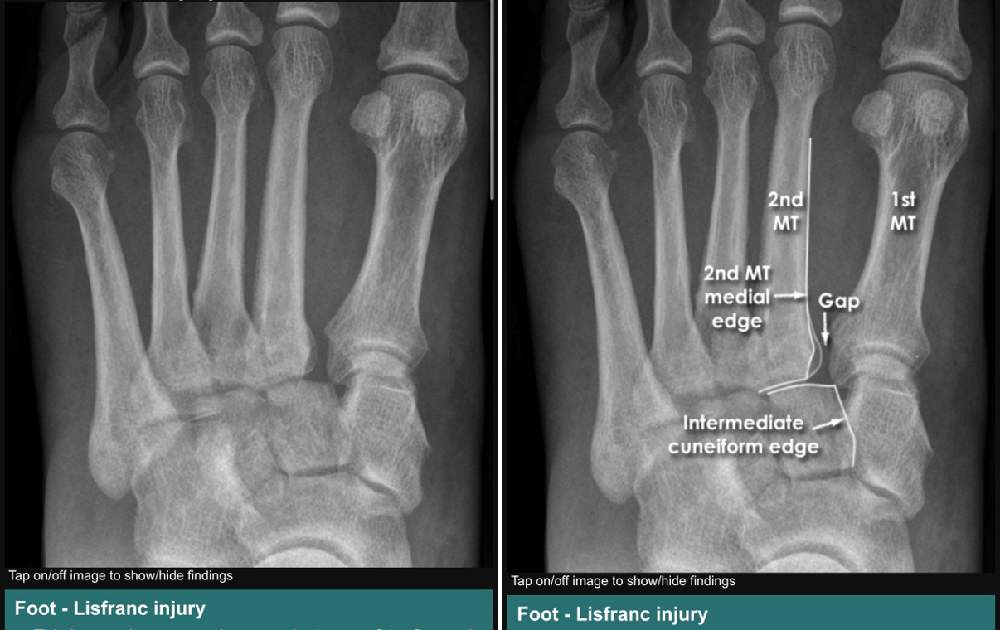 Tap on/off image to show/hide findings
Foot - Lisfranc injury
2nd
MT
1st
MT
2nd MT
medial
edge
Gap
Intermediate
cuneiform edge
Tap on/off image to show/hide findings
Foot - Lisfranc injury